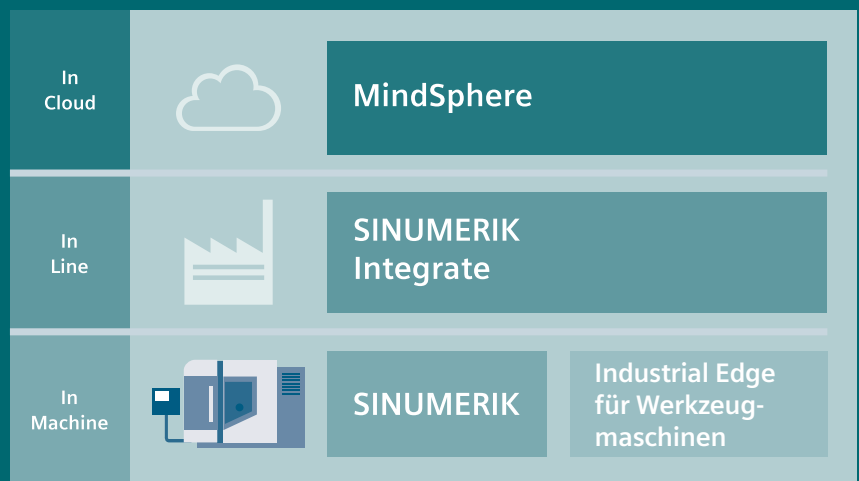 In
Cloud
MindSphere
In
Line
SINUMERIK
Integrate
In
Machine
SINUMERIK
Industrial Edge
für Werkzeug-
maschinen